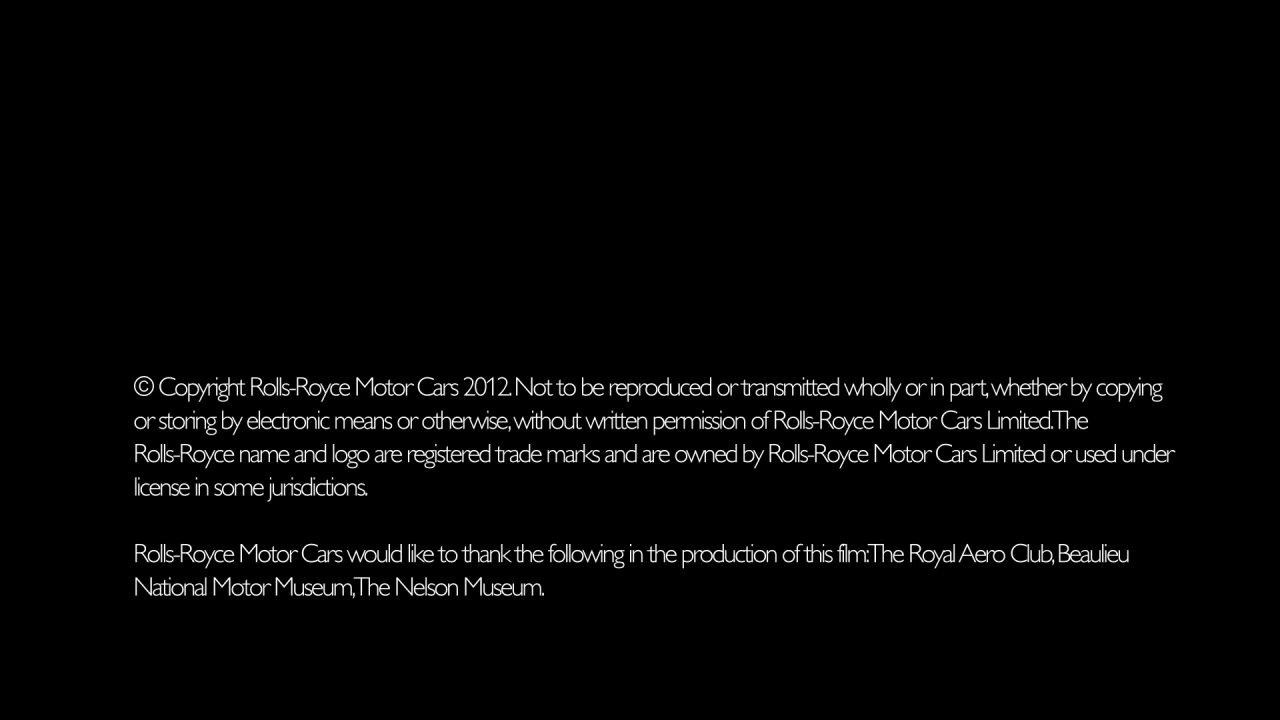 © Copyright Rolls-Royce Motor Cars 2012. Not to be reproduced or transmitted wholly or in part, whether by copying
or storing by electronic means or otherwise, without written permission of Rolls-Royce Motor Cars Limited.The
Rolls-Royce name and logo are registered trade marks and are owned by Rolls-Royce Motor Cars Limited or used under
license in some jurisdictions.
Rolls-Royce Motor Cars would like to thank the following in the production of this film:The Royal Aero Club, Beaulieu
National Motor Museum,The Nelson Museum.